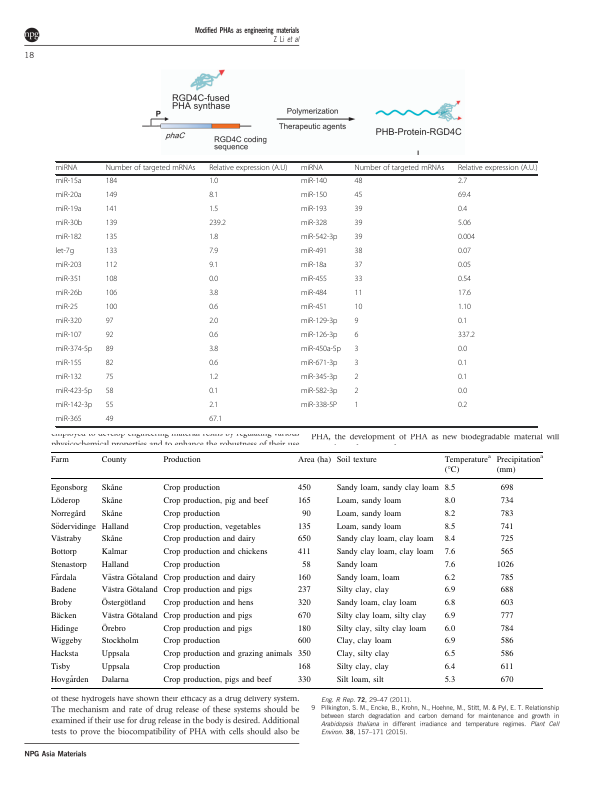 npg
Modified PHAs as engineering materials
Z Li et al
18
RGD4C-fused
PHA synthase
P
phaC
RGD4C coding
sequence
Polymerization
Therapeutic agents
PHB-Protein-RGD4C
miRNA Number of targeted mRNAs Relative expression (A.U) miRNA Number of targeted mRNAs Relative expression (A.U.)
miR-15a 184 1.0 miR-140 48 2.7
miR-20a 149 8.1 miR-150 45 69.4
miR-19a 141 1.5 miR-193 39 0.4
miR-30b 139 239.2 miR-328 39 5.06
miR-182 135 1.8 miR-542-3p 39 0.004
let-7g 133 7.9 miR-491 38 0.07
miR-203 112 9.1 miR-18a 37 0.05
miR-351 108 0.0 miR-455 33 0.54
miR-26b 106 3.8 miR-484 11 17.6
miR-25 100 0.6 miR-451 10 1.10
miR-320 97 2.0 miR-129-3p 9 0.1
miR-107 92 0.6 miR-126-3p 6 337.2
miR-374-5p 89 3.8 miR-450a-5p 3 0.0
miR-155 82 0.6 miR-671-3p 3 0.1
miR-132 75 1.2 miR-345-3p 2 0.1
miR-423-5p 58 0.1 miR-582-3p 2 0.0
miR-142-3p 55 2.1 miR-338-5P 1 0.2
miR-365 49 67.1
employed to develop engineering material results by regulating various
physicochemical properties and to enhance the robustness of their use
PHA, the development of PHA as new biodegradable material will
Farm County Production Area (ha) Soil texture Temperatureª Precipitationª
(°C) (mm)
Egonsborg Skåne Crop production 450 Sandy loam, sandy clay loam 8.5 698
Löderop Skåne Crop production, pig and beef 165 Loam, sandy loam 8.0 734
Norregård Skåne Crop production 90 Loam, sandy loam 8.2 783
Södervidinge Halland Crop production, vegetables 135 Loam, sandy loam 8.5 741
Västraby Skåne Crop production and dairy 650 Sandy clay loam, clay loam 8.4 725
Bottorp Kalmar Crop production and chickens 411 Sandy clay loam, clay loam 7.6 565
Stenastorp Halland Crop production 58 Sandy loam 7.6 1026
Fårdala Västra Götaland Crop production and dairy 160 Sandy loam, loam 6.2 785
Badene Västra Götaland Crop production and pigs 237 Silty clay, clay 6.9 688
Broby Östergötland Crop production and hens 320 Sandy loam, clay loam 6.8 603
Bäcken Västra Götaland Crop production and pigs 670 Silty clay loam, silty clay 6.9 777
Hidinge Örebro Crop production and pigs 180 Silty clay, silty clay loam 6.0 784
Wiggeby Stockholm Crop production 600 Clay, clay loam 6.9 586
Hacksta Uppsala Crop production and grazing animals 350 Clay, silty clay 6.5 586
Tisby Uppsala Crop production 168 Silty clay, clay 6.4 611
Hovgården Dalarna Crop production, pigs and beef 330 Silt loam, silt 5.3 670
of these hydrogels have shown their efficacy as a drug delivery system.
The mechanism and rate of drug release of these systems should be
examined if their use for drug release in the body is desired. Additional
tests to prove the biocompatibility of PHA with cells should also be
Eng. R Rep. 72, 29–47 (2011).
9 Pilkington, S. M., Encke, B., Krohn, N., Hoehne, M., Stitt, M. & Pyl, E. T. Relationship
between starch degradation and carbon demand for maintenance and growth in
Arabidopsis thaliana in different irradiance and temperature regimes. Plant Cell
Environ. 38, 157–171 (2015).
NPG Asia Materials